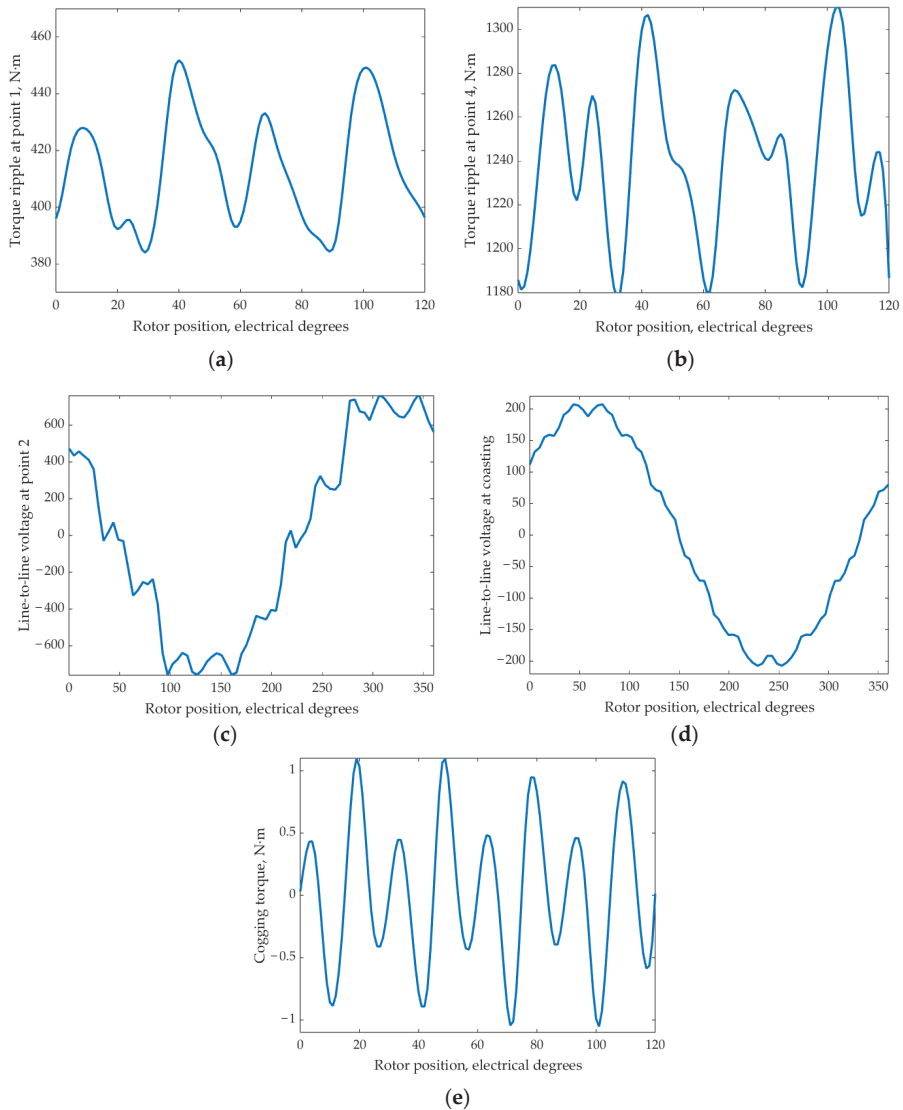 460
440
420
400
380
0 20 40 60 80 100 120
Torque ripple at point 1, N·m
Rotor position, electrical degrees
(a)
1300
1280
1260
1240
1220
1200
1180
0 20 40 60 80 100 120
Torque ripple at point 4, N·m
Rotor position, electrical degrees
(b)
600
400
200
0
−200
−400
−600
0 50 100 150 200 250 300 350
Line-to-line voltage at point 2
Rotor position, electrical degrees
(c)
200
150
100
50
0
−50
−100
−150
−200
0 50 100 150 200 250 300 350
Line-to-line voltage at coasting
Rotor position, electrical degrees
(d)
1
0.5
0
−0.5
−1
0 20 40 60 80 100 120
Cogging torque, N·m
Rotor position, electrical degrees
(e)